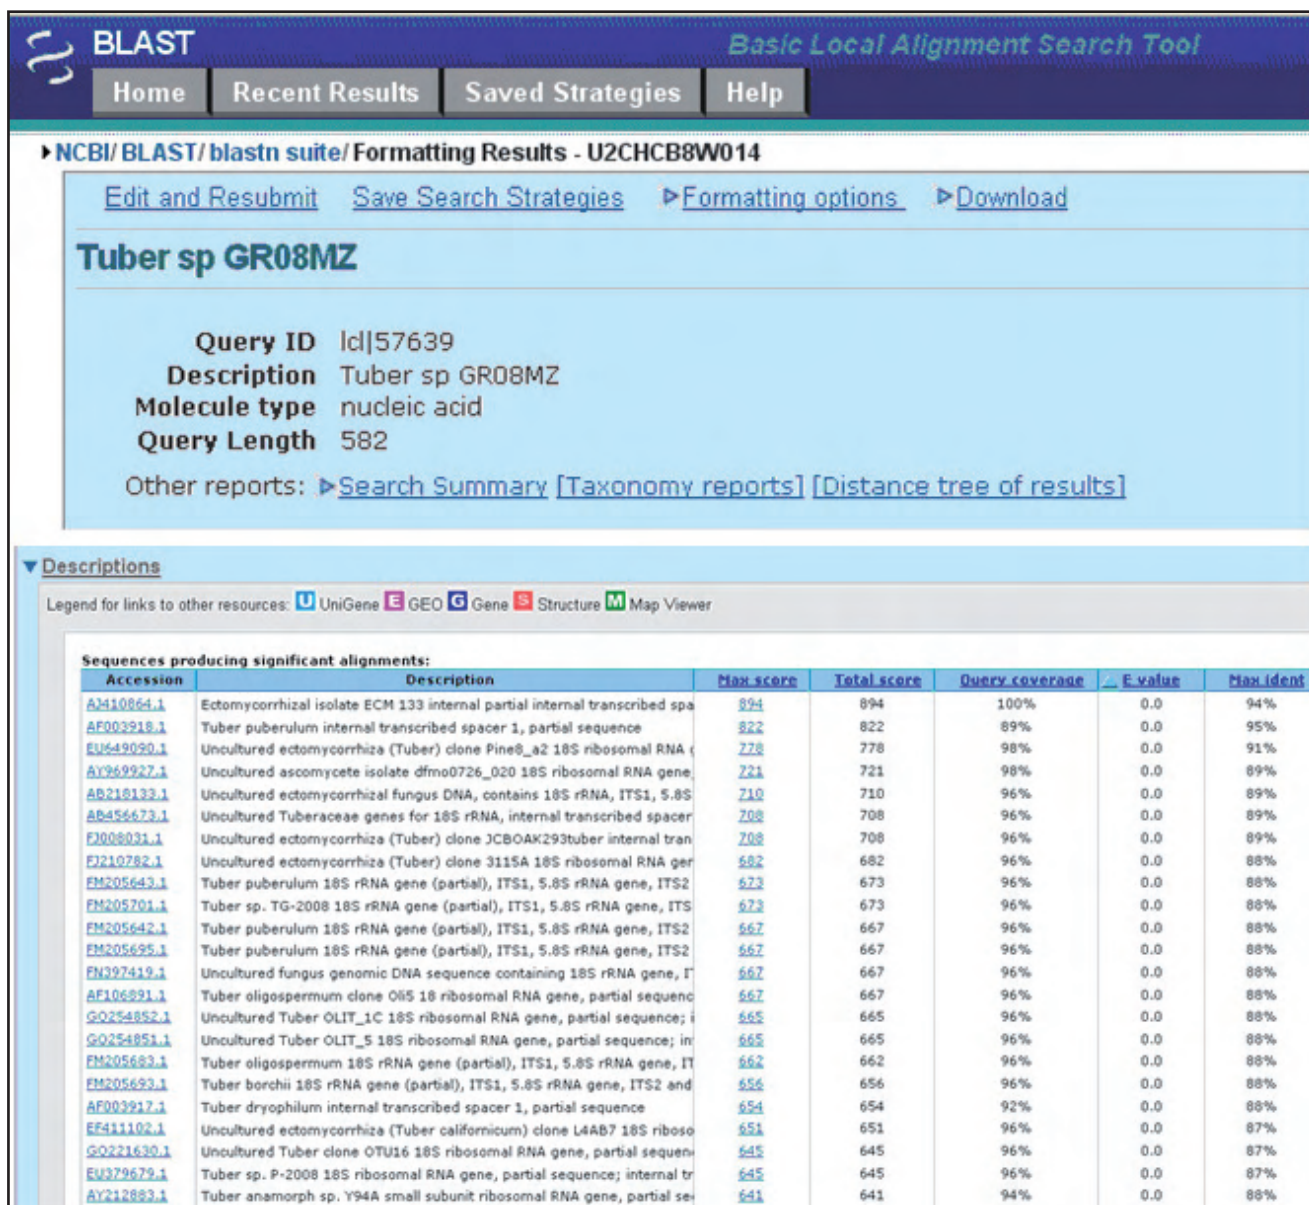 BLAST Basic Local Alignment Search Tool
Home Recent Results Saved Strategies Help
NCBI/ BLAST/ blastn suite/ Formatting Results - U2CHCB8W014
Edit and Resubmit Save Search Strategies Formatting options Download
Tuber sp GR08MZ
Query ID lcl|57639
Description Tuber sp GR08MZ
Molecule type nucleic acid
Query Length 582
Other reports: Search Summary [Taxonomy reports] [Distance tree of results]
Descriptions
Legend for links to other resources: U UniGene E GEO G Gene S Structure M Map Viewer
Sequences producing significant alignments:
Accession Description Max score Total score Query coverage E value Max ident
AJ410864.1 Ectomycorrhizal isolate ECM 133 internal partial internal transcribed spa 894 894 100% 0.0 94%
AF003918.1 Tuber puberulum internal transcribed spacer 1, partial sequence 822 822 89% 0.0 95%
EU649090.1 Uncultured ectomycorrhiza (Tuber) clone Pine8_a2 18S ribosomal RNA 778 778 98% 0.0 91%
AY969927.1 Uncultured ascomycete isolate dfmo0726_020 18S ribosomal RNA gene, 721 721 98% 0.0 89%
AB218133.1 Uncultured ectomycorrhizal fungus DNA, contains 18S rRNA, ITS1, 5.8S 710 710 96% 0.0 89%
AB456673.1 Uncultured Tuberaceae genes for 18S rRNA, internal transcribed spacer 708 708 96% 0.0 89%
FJ008031.1 Uncultured ectomycorrhiza (Tuber) clone JCBOAK293tuber internal tran 708 708 96% 0.0 89%
FJ210782.1 Uncultured ectomycorrhiza (Tuber) clone 3115A 18S ribosomal RNA ger 682 682 96% 0.0 88%
FM205643.1 Tuber puberulum 18S rRNA gene (partial), ITS1, 5.8S rRNA gene, ITS2 673 673 96% 0.0 88%
FM205701.1 Tuber sp. TG-2008 18S rRNA gene (partial), ITS1, 5.8S rRNA gene, ITS 673 673 96% 0.0 88%
FM205642.1 Tuber puberulum 18S rRNA gene (partial), ITS1, 5.8S rRNA gene, ITS2 667 667 96% 0.0 88%
FM205695.1 Tuber puberulum 18S rRNA gene (partial), ITS1, 5.8S rRNA gene, ITS2 667 667 96% 0.0 88%
FN397419.1 Uncultured fungus genomic DNA sequence containing 18S rRNA gene, 667 667 96% 0.0 88%
AF106891.1 Tuber oligospermum clone Oli5 18 ribosomal RNA gene, partial sequenc 667 667 96% 0.0 88%
GQ254852.1 Uncultured Tuber OLIT_1C 18S ribosomal RNA gene, partial sequence; i 665 665 96% 0.0 88%
GQ254851.1 Uncultured Tuber OLIT_5 18S ribosomal RNA gene, partial sequence; in 665 665 96% 0.0 88%
FM205683.1 Tuber oligospermum 18S rRNA gene (partial), ITS1, 5.8S rRNA gene, IT 662 662 96% 0.0 88%
FM205693.1 Tuber borchii 18S rRNA gene (partial), ITS1, 5.8S rRNA gene, ITS2 and 656 656 96% 0.0 88%
AF003917.1 Tuber dryophilum internal transcribed spacer 1, partial sequence 654 654 92% 0.0 88%
EF411102.1 Uncultured ectomycorrhiza (Tuber californicum) clone L4AB7 18S riboso 651 651 96% 0.0 87%
GQ221630.1 Uncultured Tuber clone OTU16 18S ribosomal RNA gene, partial sequen 645 645 96% 0.0 87%
EU379679.1 Tuber sp. P-2008 18S ribosomal RNA gene, partial sequence; internal tr 645 645 96% 0.0 87%
AY212883.1 Tuber anamorph sp. Y94A small subunit ribosomal RNA gene, partial se 641 641 94% 0.0 88%